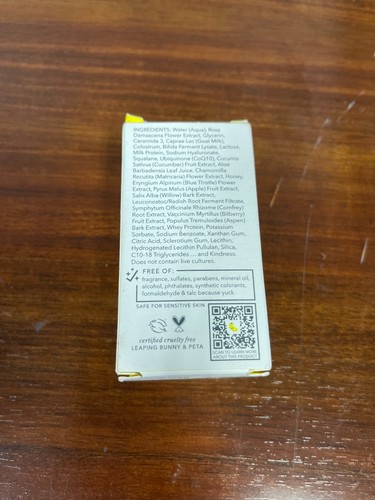 INGREDIENTS: Water (Aqua), Rosa
Damascena Flower Extract, Glycerin,
Ceramide 3, Caprae Lac (Goat Milk),
Colostrum, Bifida Ferment Lysate, Lactose,
Milk Protein, Sodium Hyaluronate,
Squalane, Ubiquinone (CoQ10), Cucumis
Sativus (Cucumber) Fruit Extract, Aloe
Barbadensis Leaf Juice, Chamomilla
Recutita (Matricaria) Flower Extract, Honey,
Eryngium Alpinum (Blue Thistle) Flower
Extract, Pyrus Malus (Apple) Fruit Extract,
Salix Alba (Willow) Bark Extract,
Leuconostoc/Radish Root Ferment Filtrate,
Symphytum Officinale Rhizome (Comfrey)
Root Extract, Vaccinium Myrtillus (Bilberry)
Fruit Extract, Populus Tremuloides (Aspen)
Bark Extract, Whey Protein, Potassium
Sorbate, Sodium Benzoate, Xanthan Gum,
Citric Acid, Sclerotium Gum, Lecithin,
Hydrogenated Lecithin Pullulan, Silica,
C10-18 Triglycerides ... and Kindness.
Does not contain live cultures.
FREE OF:
fragrance, sulfates, parabens, mineral oil,
alcohol, phthalates, synthetic colorants,
formaldehyde & talc because yuck.
SAFE FOR SENSITIVE SKIN
certified cruelty free
LEAPING BUNNY & PETA
SCAN TO LEARN MORE
ABOUT THIS PRODUCT